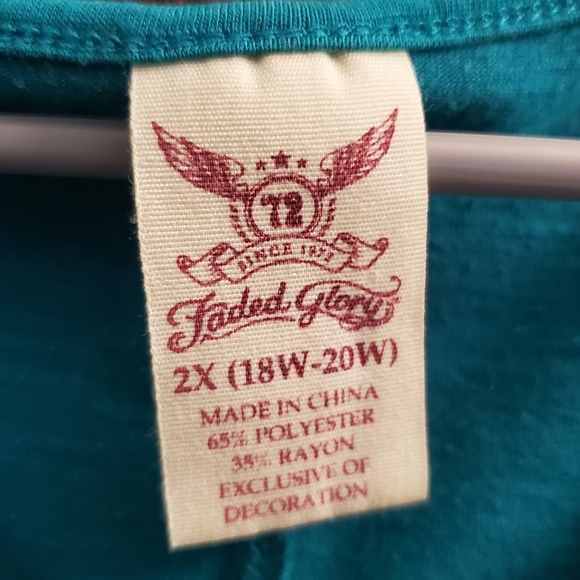 72
SINCE 1972
Faded Glory
2X (18W-20W)
MADE IN CHINA
65% POLYESTER
35% RAYON
EXCLUSIVE OF
DECORATION